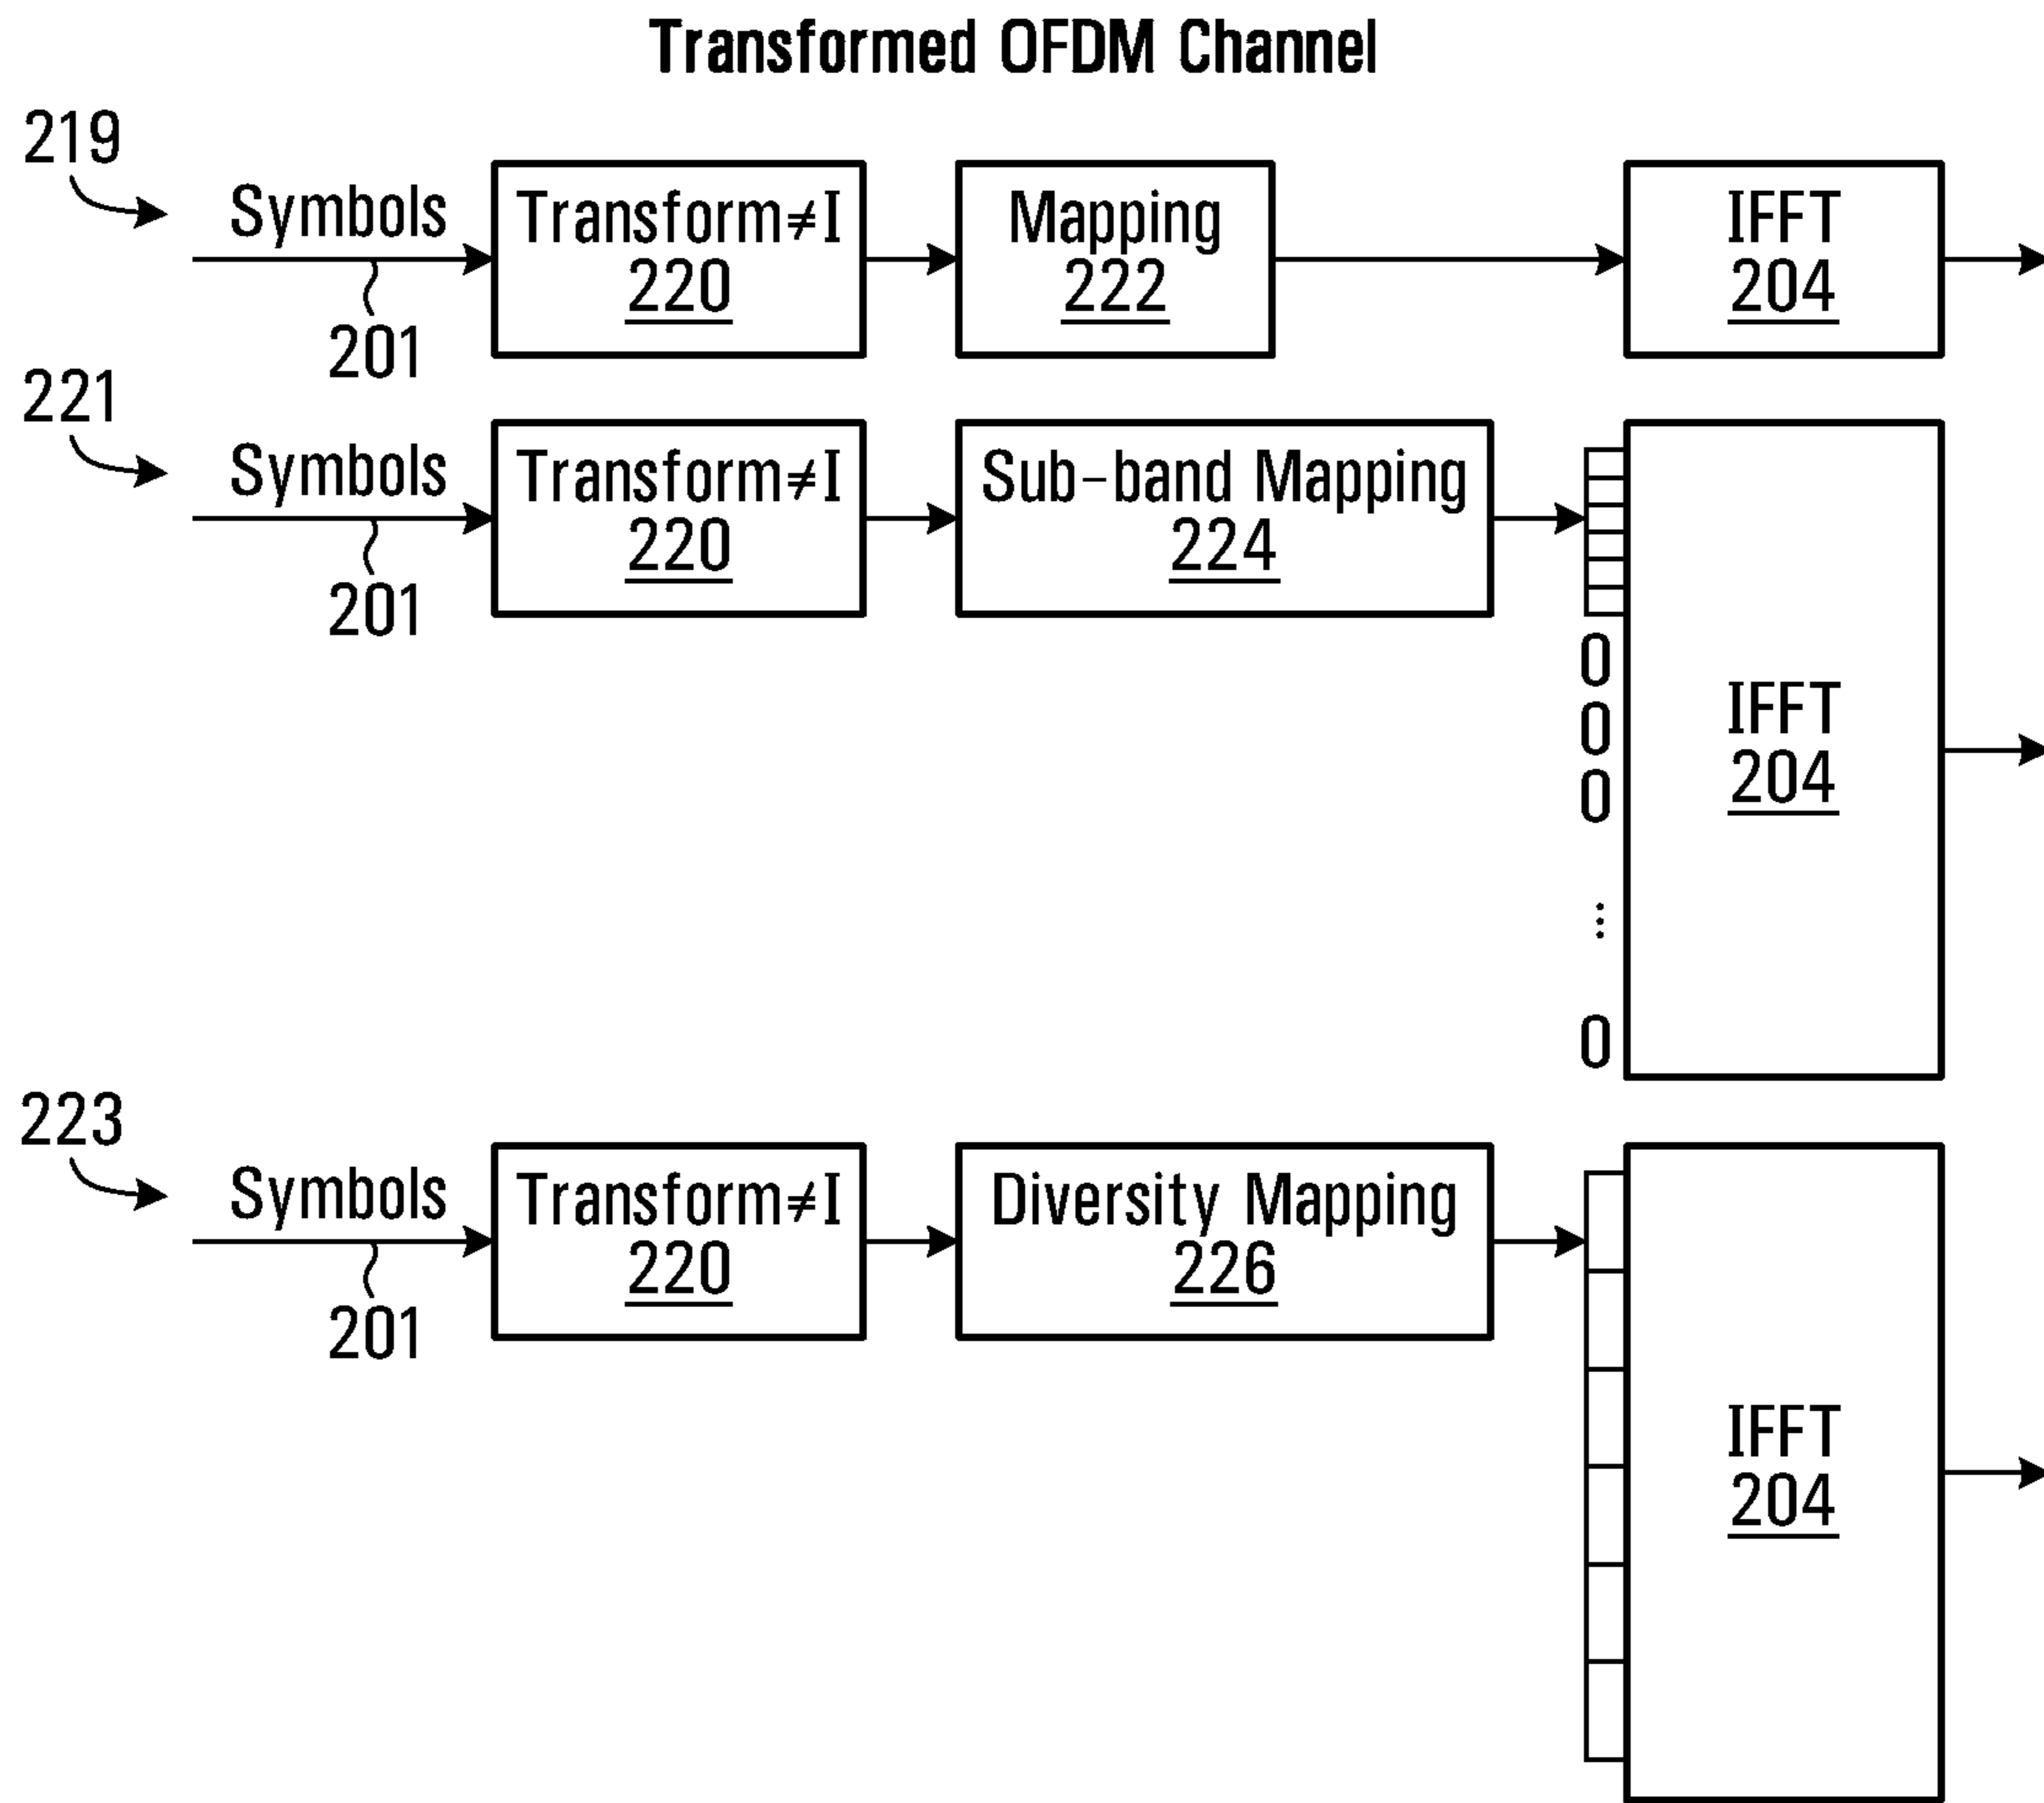 Transformed OFDM Channel
219
Symbols
201
Transform≠I
220
Mapping
222
IFFT
204
221
Symbols
201
Transform≠I
220
Sub-band Mapping
224
0
0
0
⋮
0
IFFT
204
223
Symbols
201
Transform≠I
220
Diversity Mapping
226
IFFT
204